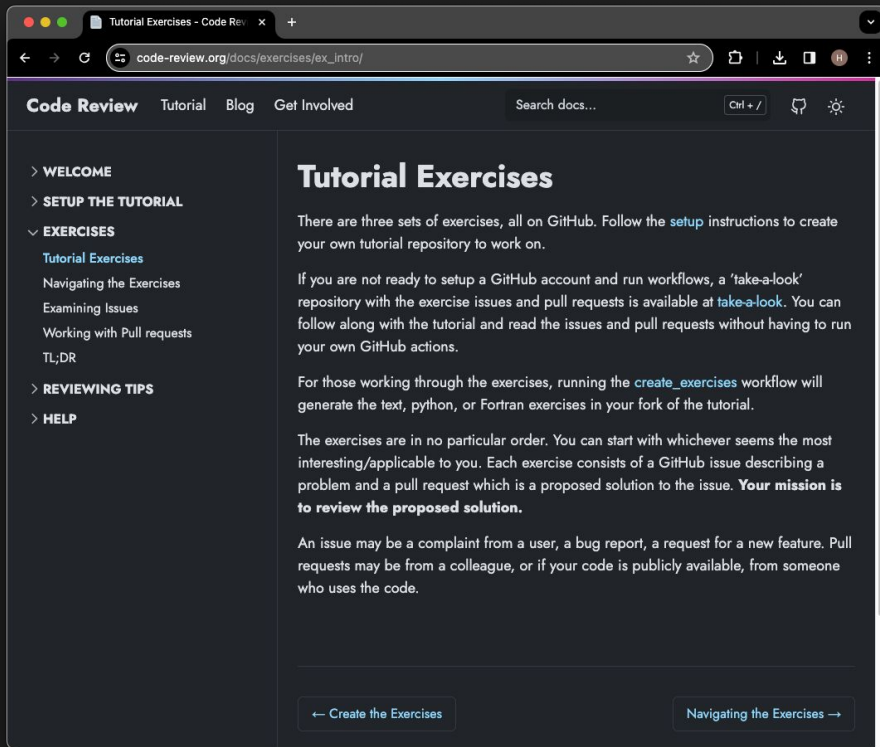 Tutorial Exercises - Code Rev
code-review.org/docs/exercises/ex_intro/
H
Code Review Tutorial Blog Get Involved Search docs... Ctrl + /
WELCOME
SETUP THE TUTORIAL
EXERCISES
Tutorial Exercises
Navigating the Exercises
Examining Issues
Working with Pull requests
TL;DR
REVIEWING TIPS
HELP
Tutorial Exercises
There are three sets of exercises, all on GitHub. Follow the setup instructions to create
your own tutorial repository to work on.
If you are not ready to setup a GitHub account and run workflows, a 'take-a-look'
repository with the exercise issues and pull requests is available at take-a-look. You can
follow along with the tutorial and read the issues and pull requests without having to run
your own GitHub actions.
For those working through the exercises, running the create_exercises workflow will
generate the text, python, or Fortran exercises in your fork of the tutorial.
The exercises are in no particular order. You can start with whichever seems the most
interesting/applicable to you. Each exercise consists of a GitHub issue describing a
problem and a pull request which is a proposed solution to the issue. Your mission is
to review the proposed solution.
An issue may be a complaint from a user, a bug report, a request for a new feature. Pull
requests may be from a colleague, or if your code is publicly available, from someone
who uses the code.
← Create the Exercises
Navigating the Exercises →